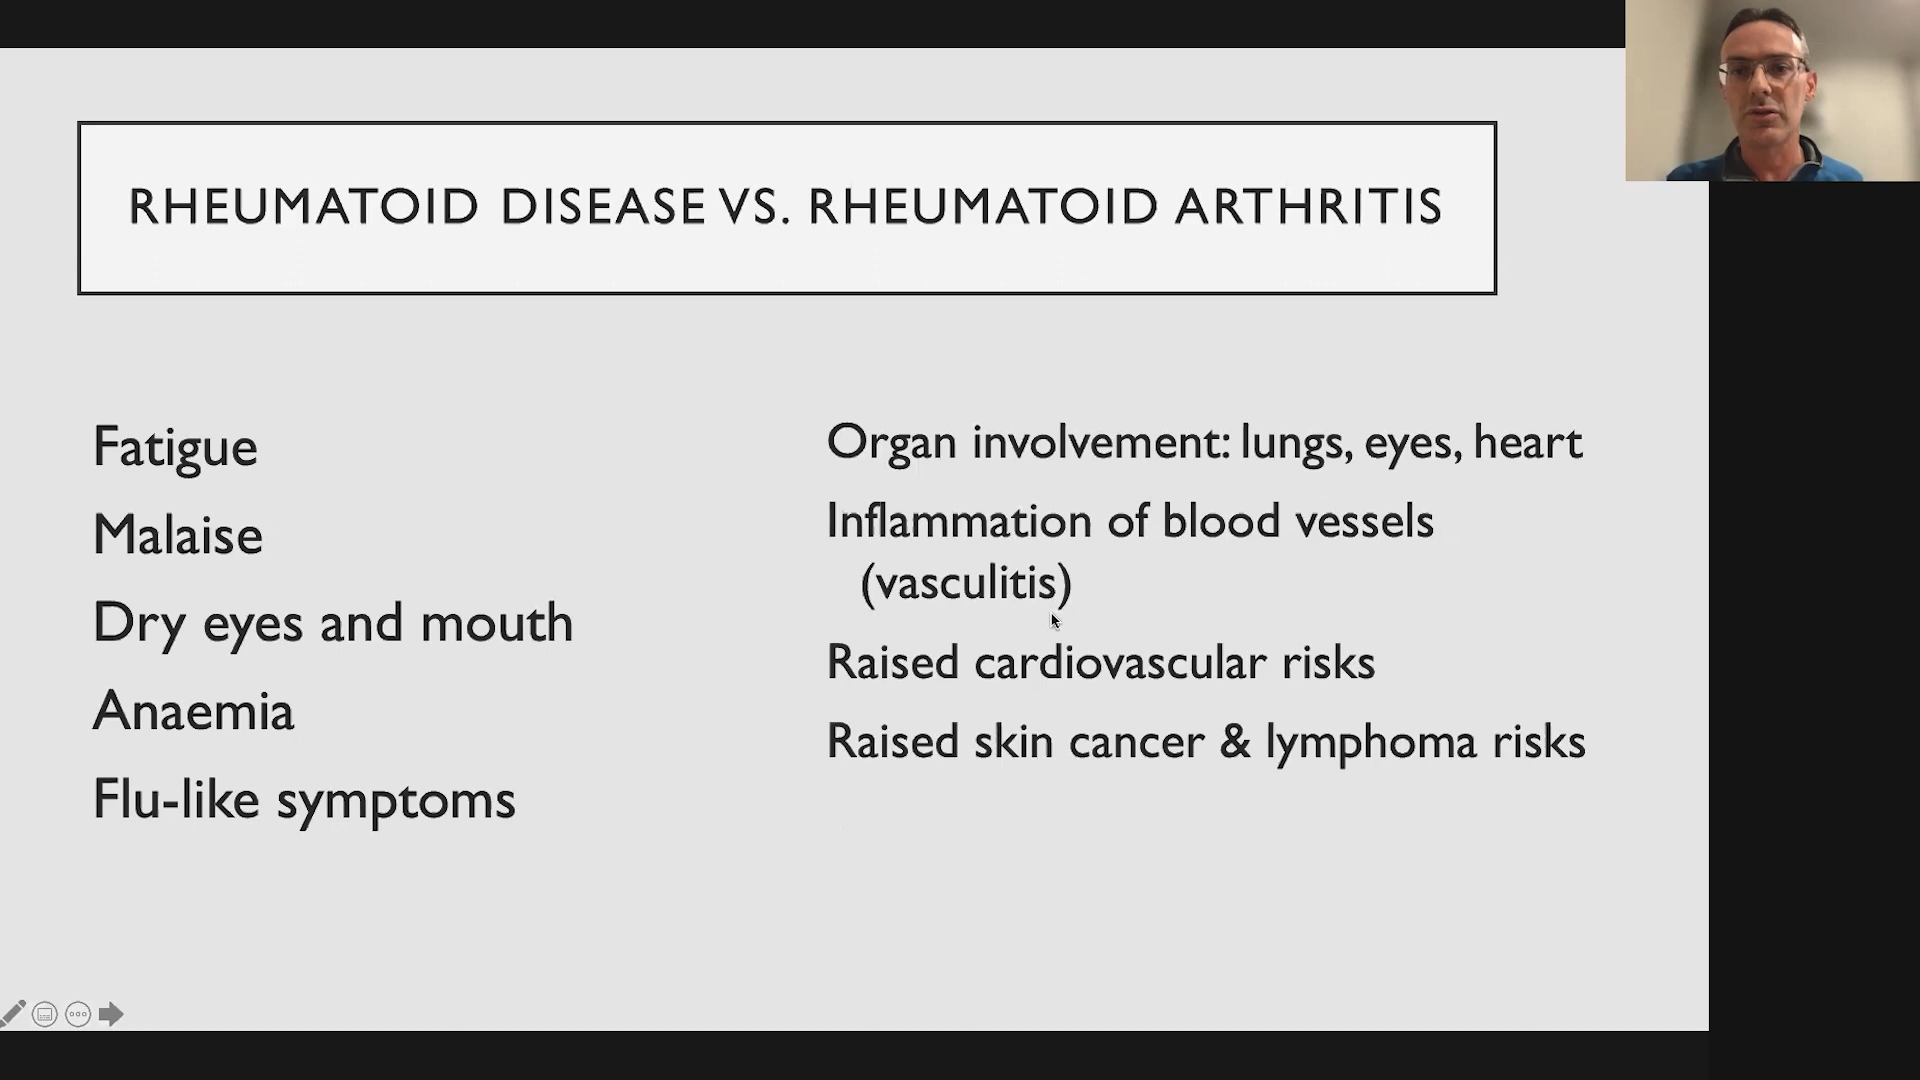 RHEUMATOID DISEASE VS. RHEUMATOID ARTHRITIS
Fatigue
Malaise
Dry eyes and mouth
Anaemia
Flu-like symptoms
Organ involvement: lungs, eyes, heart
Inflammation of blood vessels
(vasculitis)
Raised cardiovascular risks
Raised skin cancer & lymphoma risks